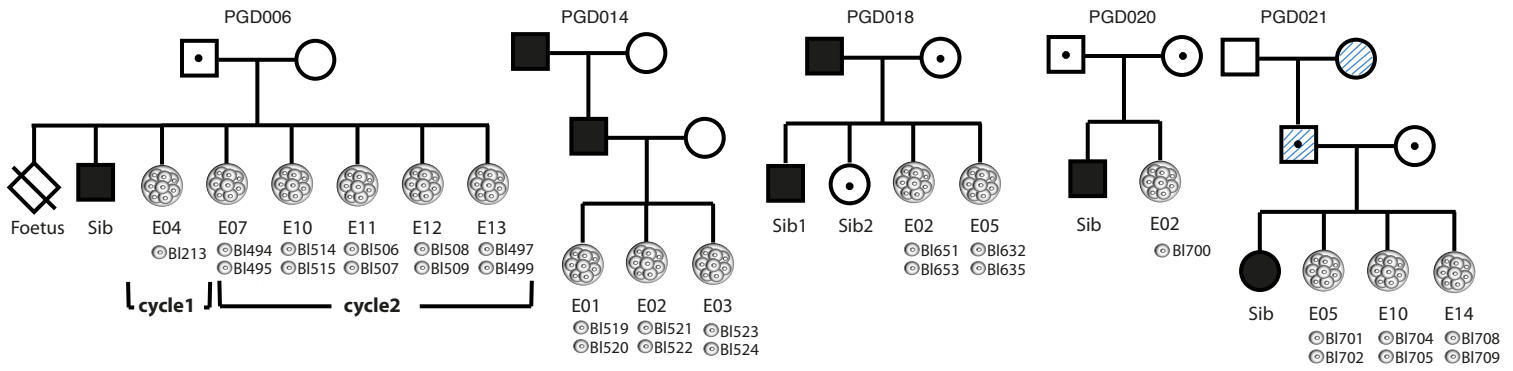 PGD006
PGD014
PGD018
PGD020
PGD021
Foetus Sib E04 E07 E10 E11 E12 E13
Bl213 Bl494 Bl514 Bl506 Bl508 Bl497
Bl495 Bl515 Bl507 Bl509 Bl499
cycle1 cycle2
E01 E02 E03
Bl519 Bl521 Bl523
Bl520 Bl522 Bl524
Sib1 Sib2 E02 E05
Bl651 Bl632
Bl653 Bl635
Sib E02
Bl700
Sib E05 E10 E14
Bl701 Bl704 Bl708
Bl702 Bl705 Bl709